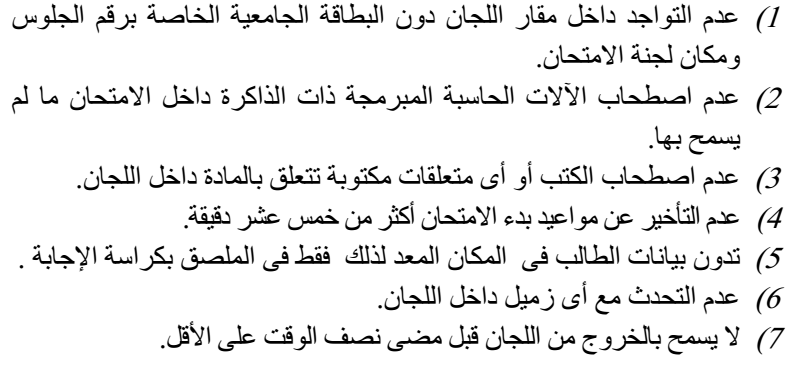 1) عدم التواجد داخل مقار اللجان دون البطاقة الجامعية الخاصة برقم الجلوس
ومكان لجنة الامتحان.
2) عدم اصطحاب الآلات الحاسبة المبرمجة ذات الذاكرة داخل الامتحان ما لم
يسمح بها.
3) عدم اصطحاب الكتب أو أى متعلقات مكتوبة تتعلق بالمادة داخل اللجان.
4) عدم التأخير عن مواعيد بدء الامتحان أكثر من خمس عشر دقيقة.
5) تدون بيانات الطالب فى المكان المعد لذلك فقط فى الملصق بكراسة الإجابة .
6) عدم التحدث مع أى زميل داخل اللجان.
7) لا يسمح بالخروج من اللجان قبل مضى نصف الوقت على الأقل.